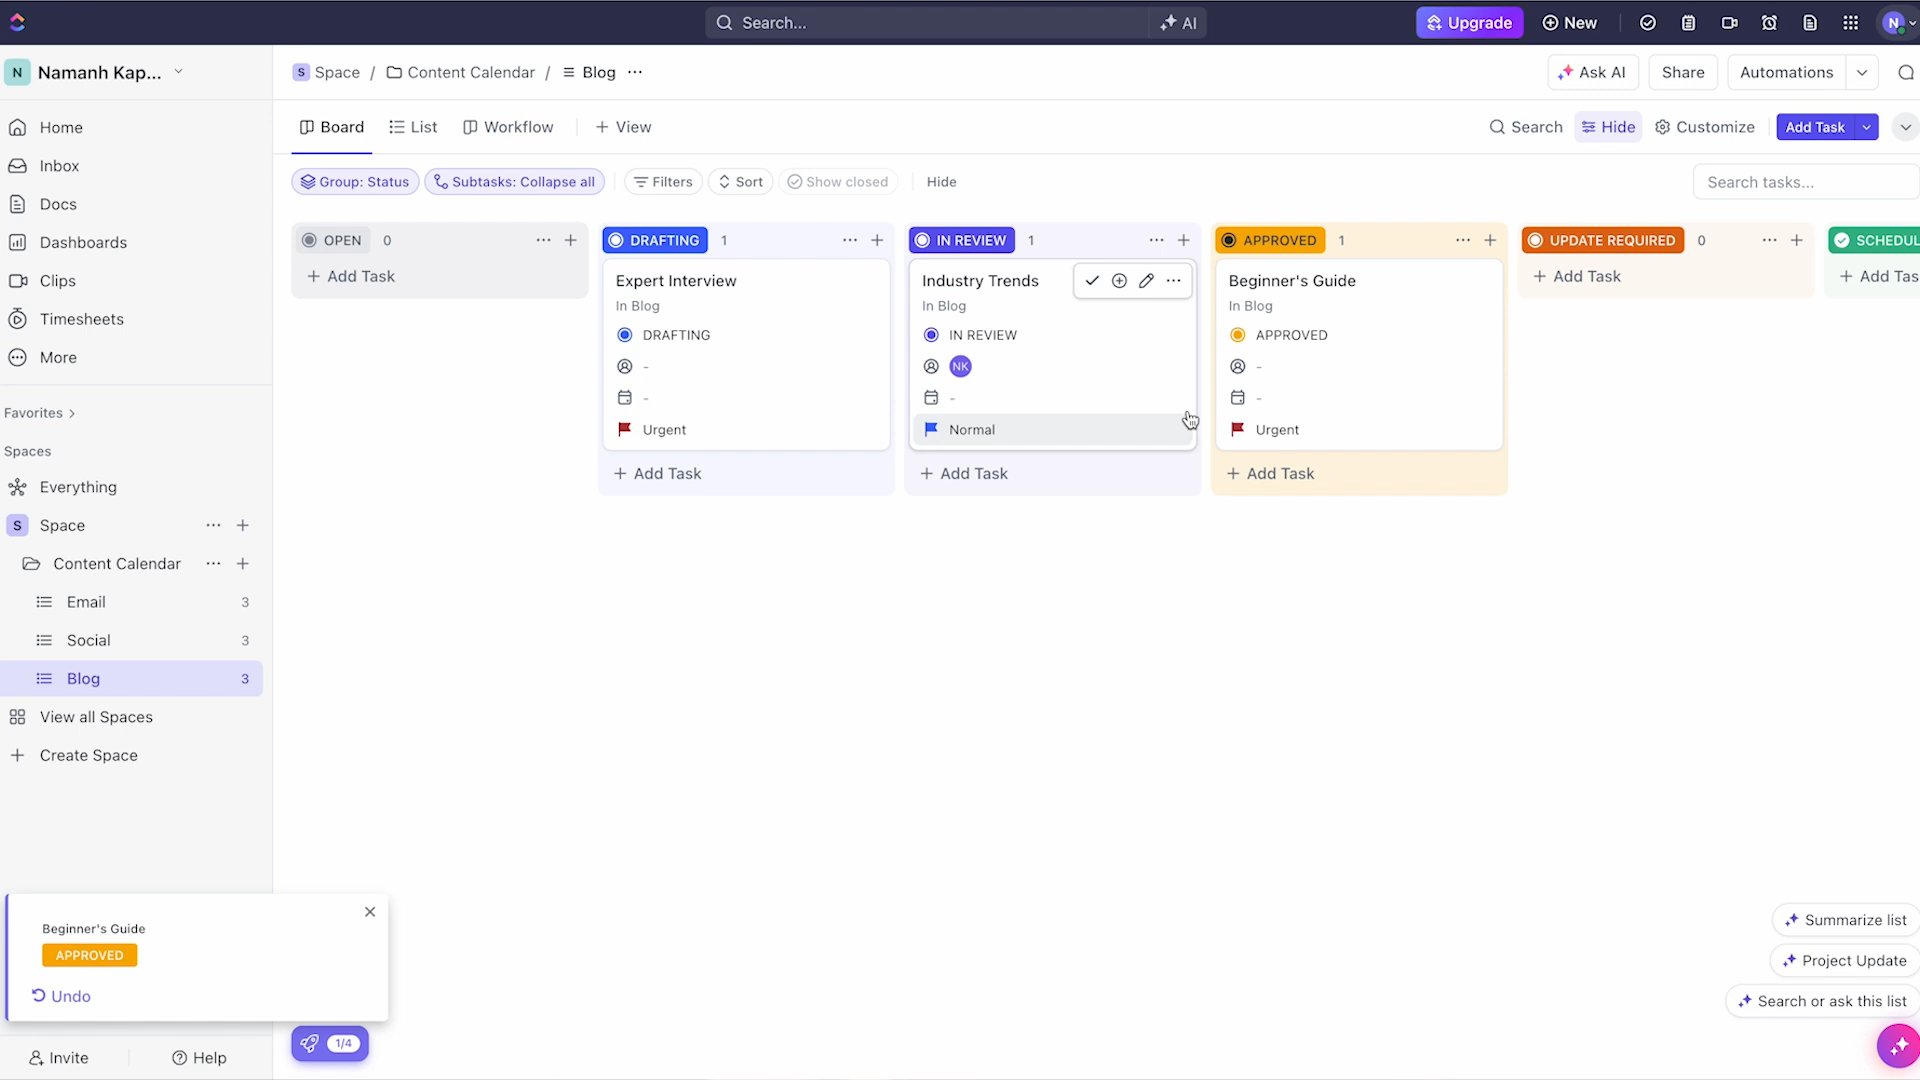 Search...
AI
Upgrade
New
N
N
Namanh Kap...
Space / Content Calendar / Blog
Ask AI
Share
Automations
Home
Inbox
Docs
Dashboards
Clips
Timesheets
More
Favorites
Spaces
Everything
S
Space
Content Calendar
Email 3
Social 3
Blog 3
View all Spaces
Create Space
S
Board
List
Workflow
+ View
Search
Hide
Customize
Add Task
Group: Status
Subtasks: Collapse all
Filters
Sort
Show closed
Hide
Search tasks...
OPEN 0
+ Add Task
DRAFTING 1
Expert Interview
In Blog
DRAFTING
-
-
Urgent
+ Add Task
IN REVIEW 1
Industry Trends
In Blog
IN REVIEW
NK
-
Normal
+ Add Task
APPROVED 1
Beginner's Guide
In Blog
APPROVED
-
-
Urgent
+ Add Task
UPDATE REQUIRED 0
+ Add Task
SCHEDUL
+ Add Tas
Beginner's Guide
APPROVED
Undo
Invite
Help
1/4
Summarize list
Project Update
Search or ask this list